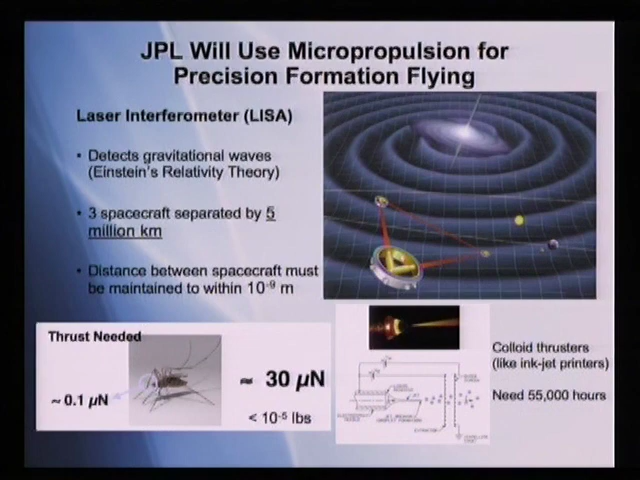 JPL Will Use Micropropulsion for
Precision Formation Flying
Laser Interferometer (LISA)
• Detects gravitational waves
(Einstein's Relativity Theory)
• 3 spacecraft separated by 5
million km
• Distance between spacecraft must
be maintained to within 10⁻⁹ m
Thrust Needed
~ 0.1 µN
≈ 30 µN
< 10⁻⁵ lbs
Colloid thrusters
(like ink-jet printers)
Need 55,000 hours